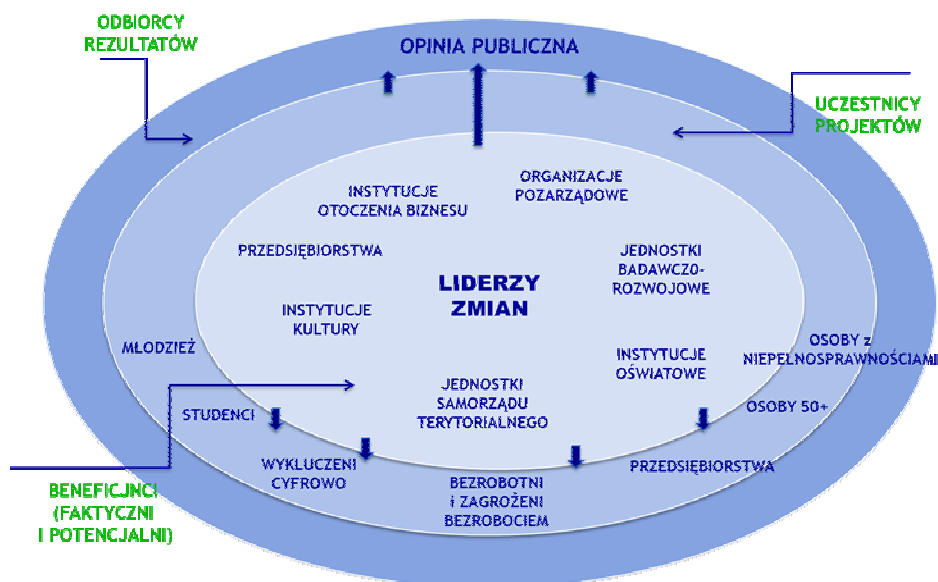 ODBIORCY
REZULTATÓW
OPINIA PUBLICZNA
UCZESTNICY
PROJEKTÓW
INSTYTUCJE
OTOCZENIA BIZNESU
ORGANIZACJE
POZARZĄDOWE
PRZEDSIĘBIORSTWA
JEDNOSTKI
BADAWCZO-
ROZWOJOWE
LIDERZY
ZMIAN
INSTYTUCJE
KULTURY
MŁODZIEŻ
OSOBY z
NIEPEŁNOSPRAWNOŚCIAMI
INSTYTUCJE
OŚWIATOWE
JEDNOSTKI
SAMORZĄDU
TERYTORIALNEGO
STUDENCI
OSOBY 50+
WYKLUCZENI
CYFROWO
BEZROBOTNI
I ZAGROŻENI
BEZROBOCIEM
PRZEDSIĘBIORSTWA
BENEFICJNCI
(FAKTYCZNI
I POTENCJALNI)